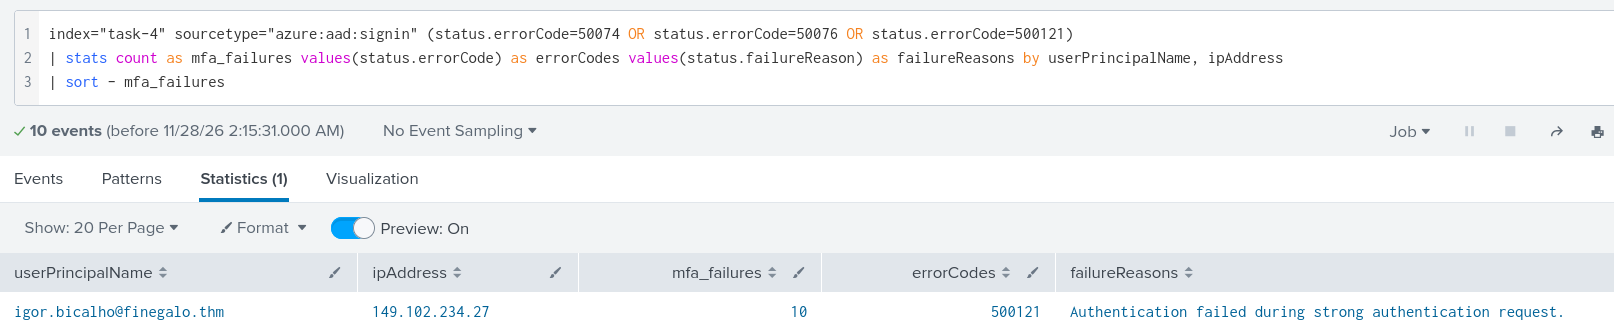 1 index="task-4" sourcetype="azure:aad:signin" (status.errorCode=50074 OR status.errorCode=50076 OR status.errorCode=500121)
2 | stats count as mfa_failures values(status.errorCode) as errorCodes values(status.failureReason) as failureReasons by userPrincipalName, ipAddress
3 | sort - mfa_failures
10 events (before 11/28/26 2:15:31.000 AM) No Event Sampling Job
Events Patterns Statistics (1) Visualization
Show: 20 Per Page Format Preview: On
userPrincipalName ipAddress mfa_failures errorCodes failureReasons
igor.bicalho@finegalo.thm 149.102.234.27 10 500121 Authentication failed during strong authentication request.